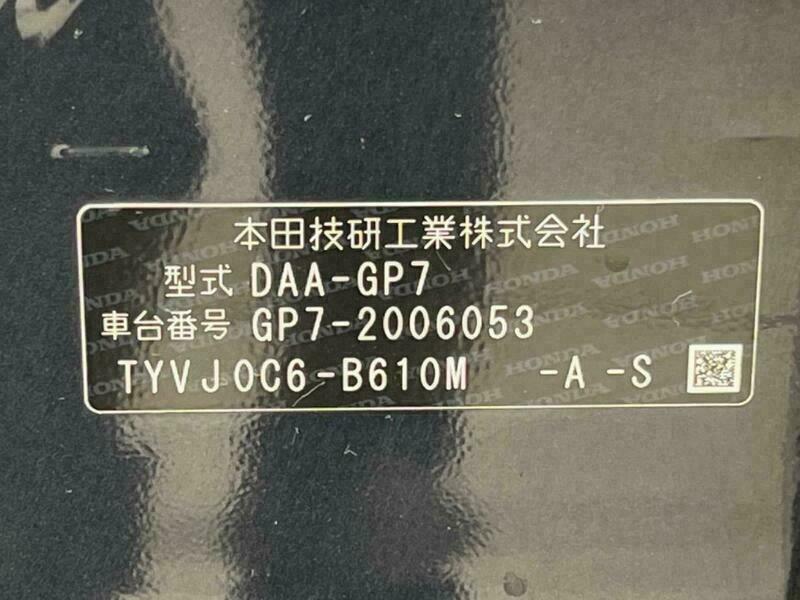 本田技研工業株式会社
型式 DAA-GP7
車台番号 GP7-2006053
TYVJ0C6-B610M -A -S